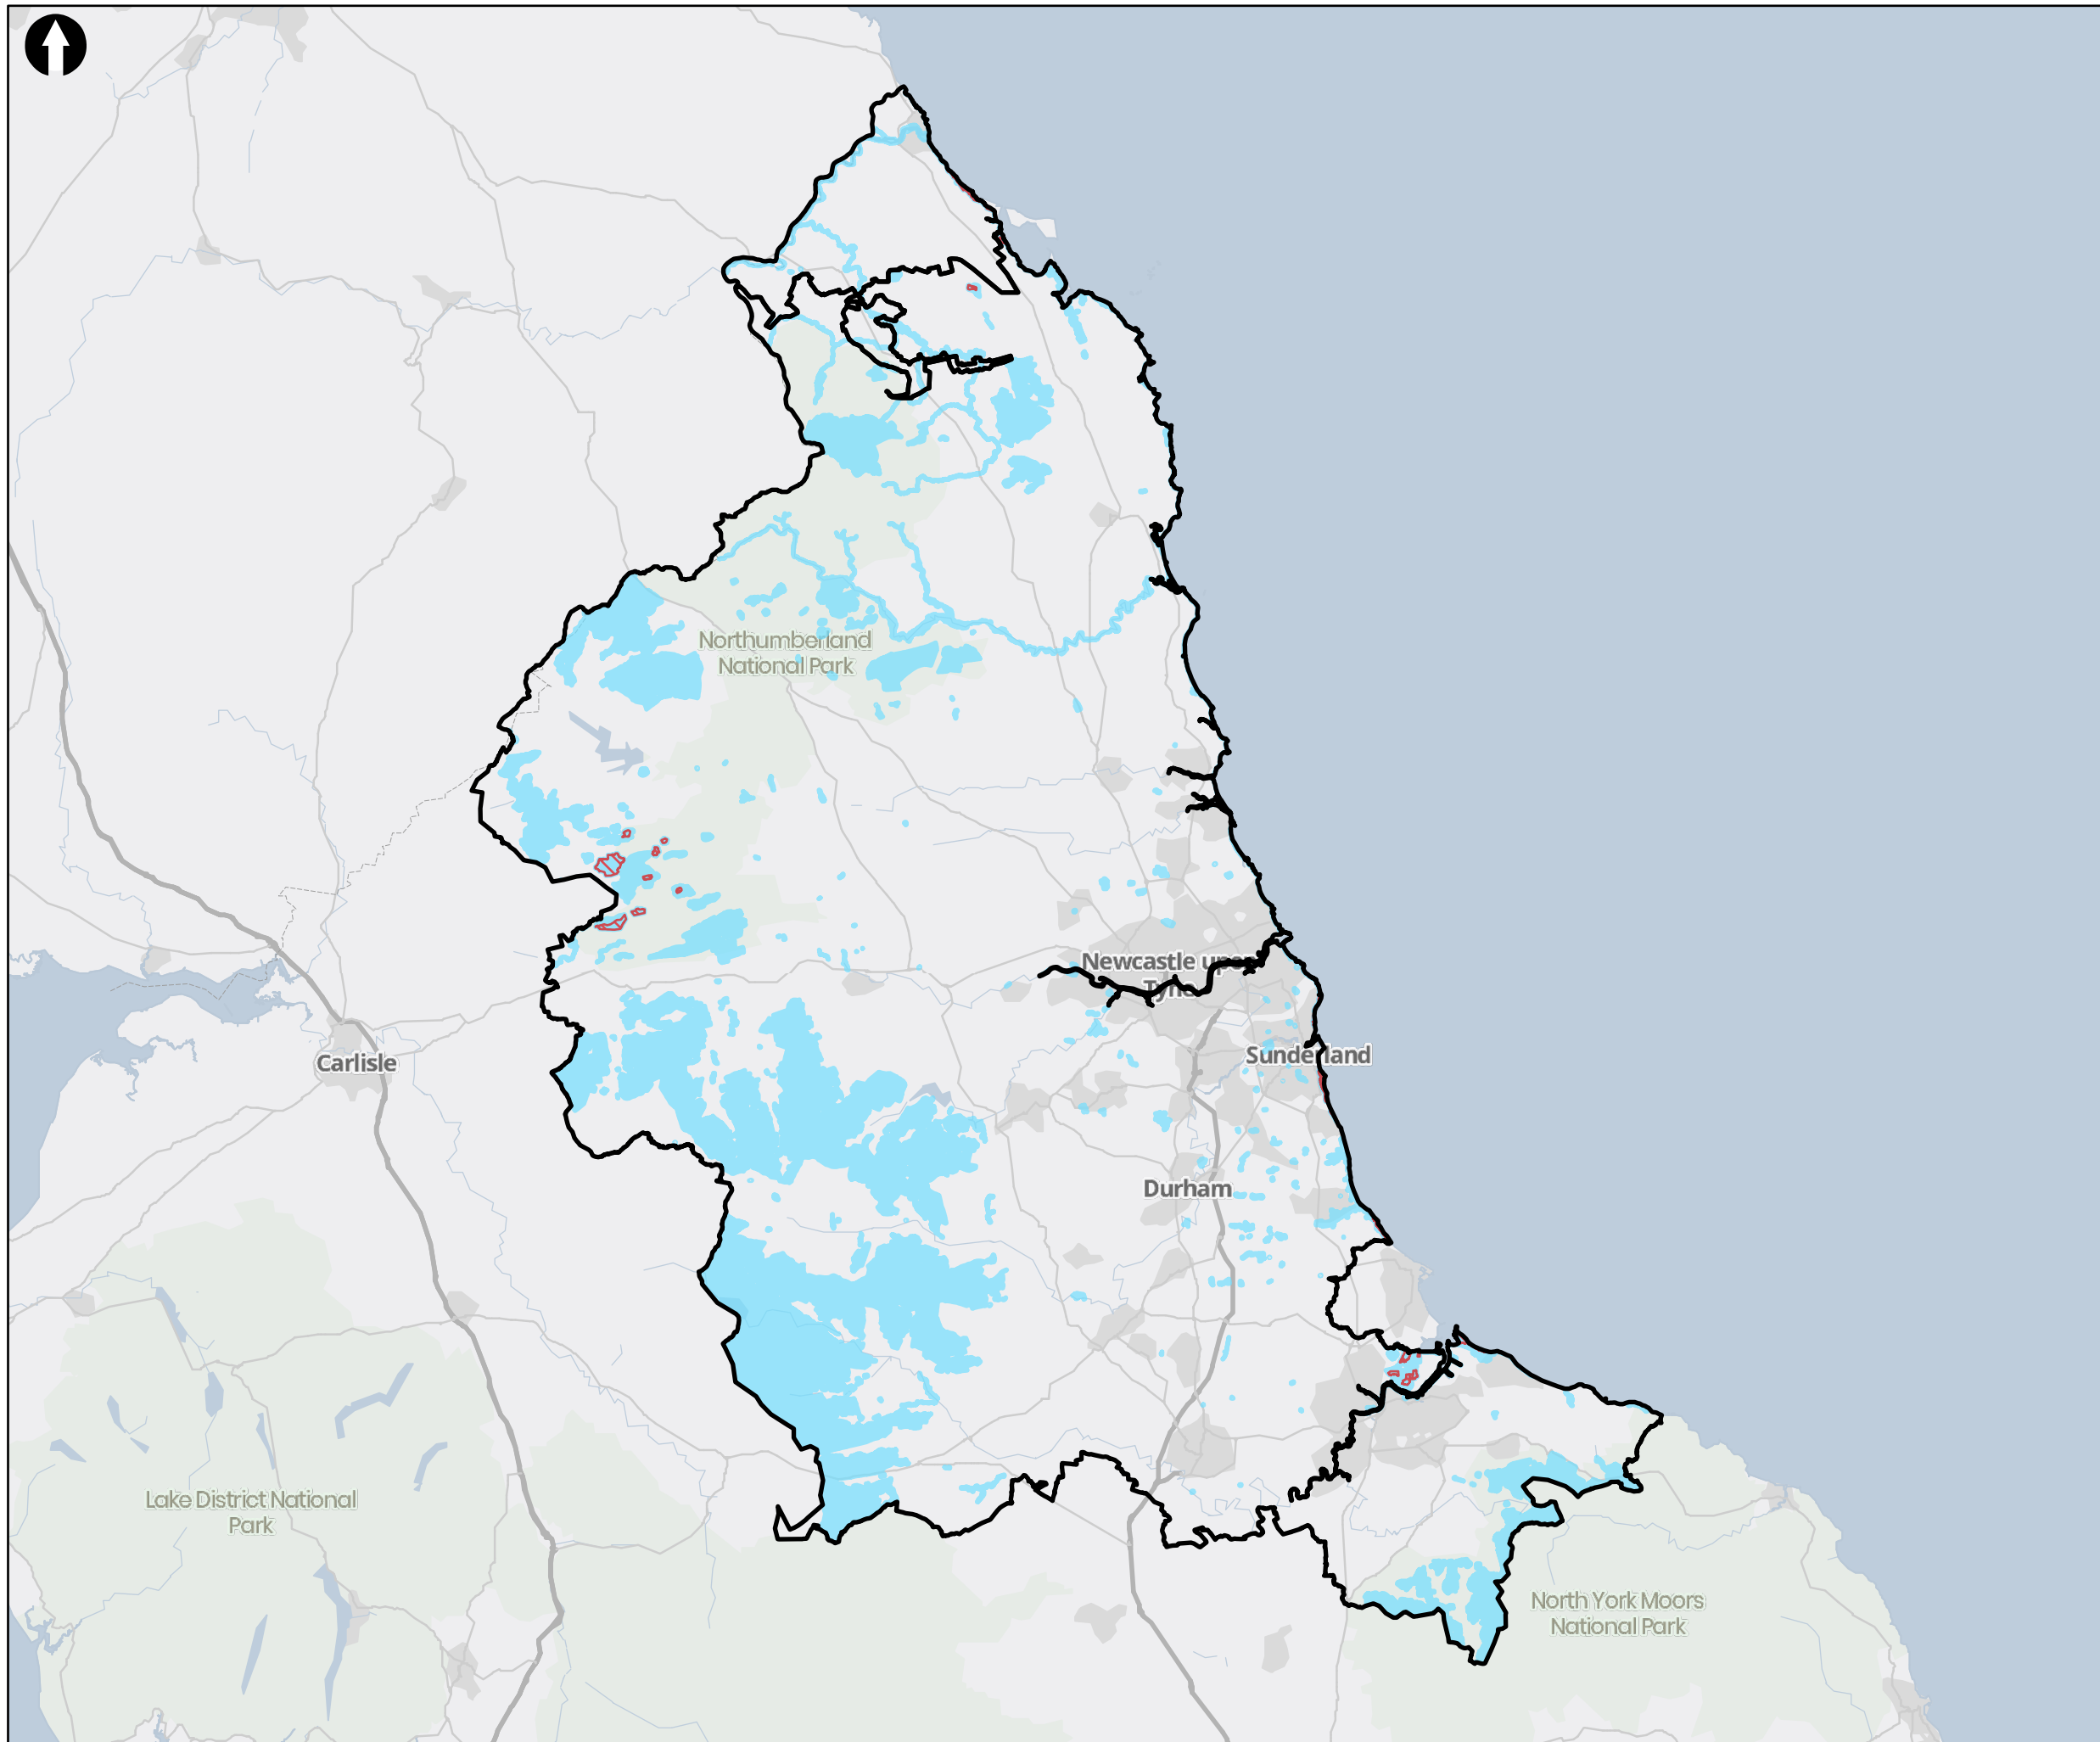 Northumberland
National Park
Newcastle upon
Tyne
Sunderland
Carlisle
Durham
Lake District National
Park
North York Moors
National Park